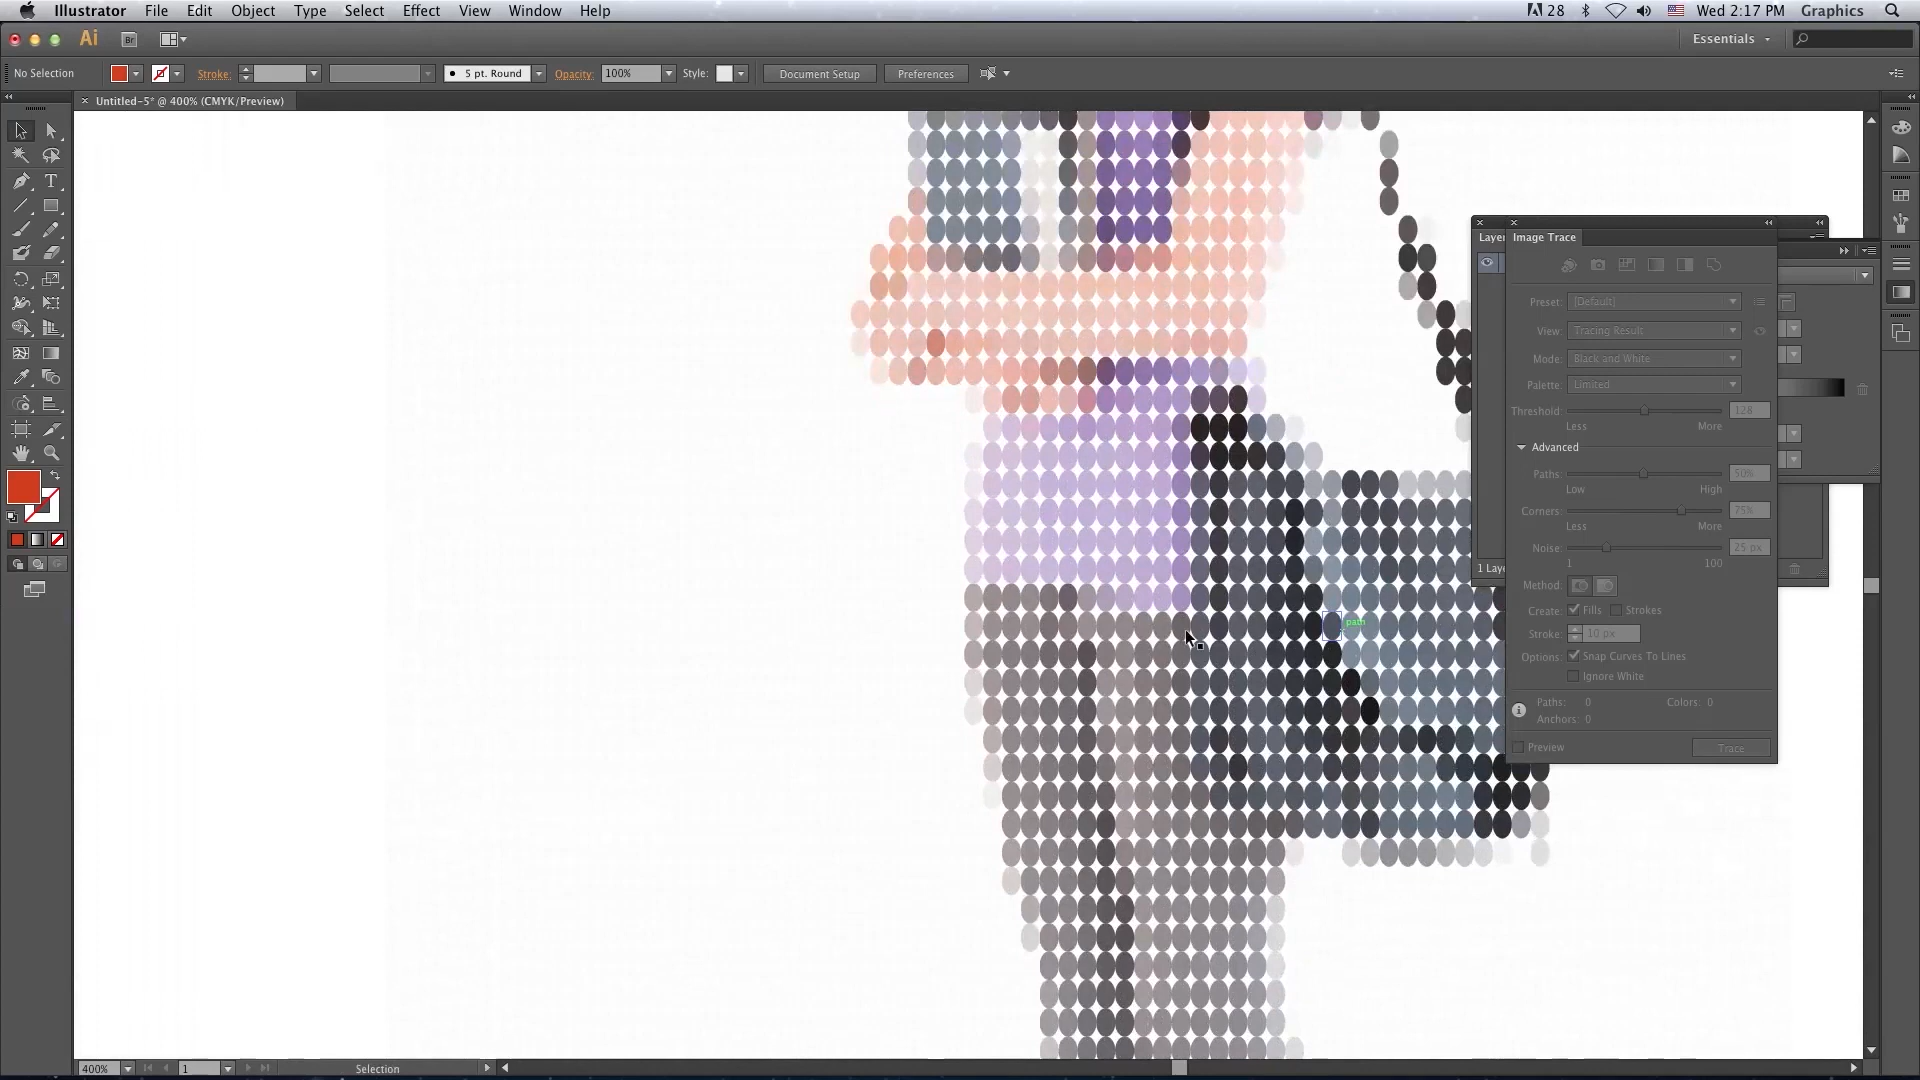 Illustrator File Edit Object Type Select Effect View Window Help
28 Wed 2:17 PM Graphics
Ai Br Essentials
No Selection Stroke: 5 pt. Round Opacity: 100% Style: Document Setup Preferences
Untitled-5* @ 400% (CMYK/Preview)
Layer Image Trace
Preset: [Default]
View: Tracing Result
Mode: Black and White
Palette: Limited
Threshold: 128
Less More
Advanced
Paths: 50%
Low High
Corners: 75%
Less More
Noise: 25 px
1 100
1 Laye
Method:
Create: Fills Strokes
path
Stroke: 10 px
Options: Snap Curves To Lines
Ignore White
Paths: 0 Colors: 0
Anchors: 0
Preview Trace
400% 1 Selection